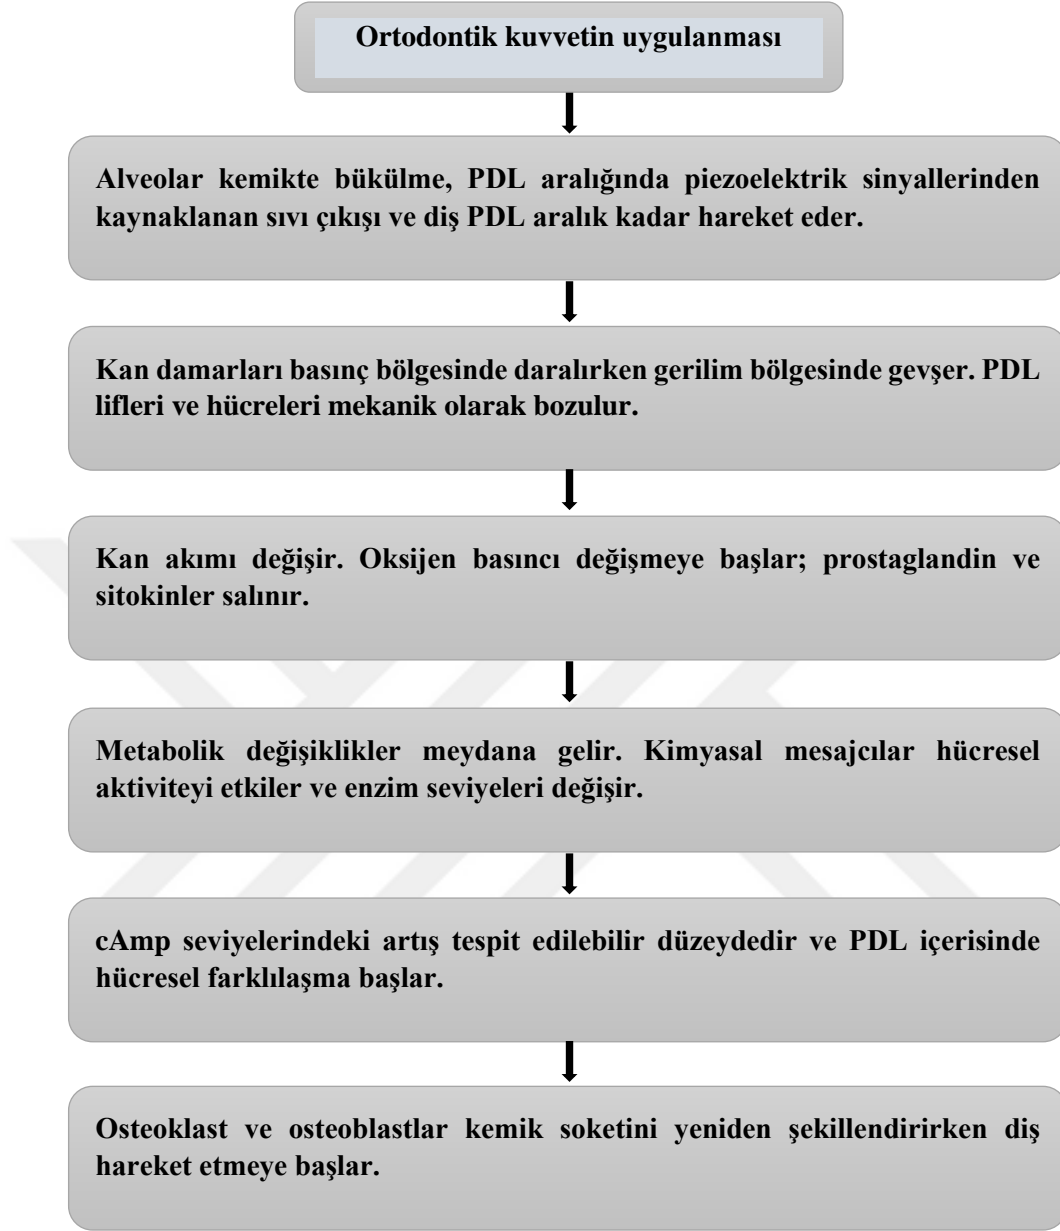 Ortodontik kuvvetin uygulanması
Alveolar kemikte bükülme, PDL aralığında piezoelektrik sinyallerinden
kaynaklanan sıvı çıkışı ve diş PDL aralık kadar hareket eder.
Kan damarları basınç bölgesinde daralırken gerilim bölgesinde gevşer. PDL
lifleri ve hücreleri mekanik olarak bozulur.
Kan akımı değişir. Oksijen basıncı değişmeye başlar; prostaglandin ve
sitokinler salınır.
Metabolik değişiklikler meydana gelir. Kimyasal mesajcılar hücresel
aktiviteyi etkiler ve enzim seviyeleri değişir.
cAmp seviyelerindeki artış tespit edilebilir düzeydedir ve PDL içerisinde
hücresel farklılaşma başlar.
Osteoklast ve osteoblastlar kemik soketini yeniden şekillendirirken diş
hareket etmeye başlar.